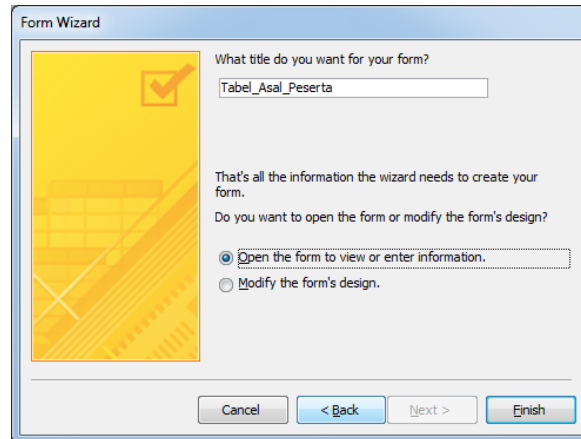 Form Wizard
What title do you want for your form?
Tabel_Asal_Peserta
That's all the information the wizard needs to create your
form.
Do you want to open the form or modify the form's design?
Open the form to view or enter information.
Modify the form's design.
Cancel
< Back
Next >
Finish